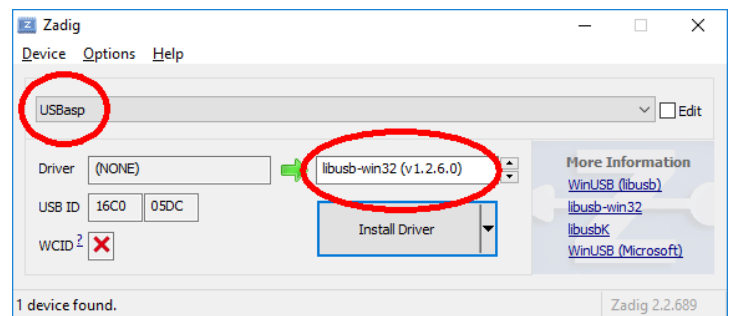 Zadig
Device Options Help
USBasp
Edit
Driver (NONE) libusb-win32 (v1.2.6.0)
USB ID 16C0 05DC
WCID ?
Install Driver
More Information
WinUSB (libusb)
libusb-win32
libusbK
WinUSB (Microsoft)
1 device found.
Zadig 2.2.689